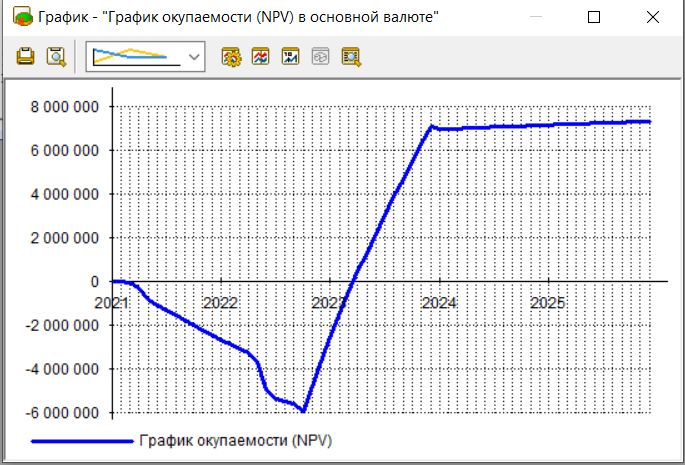 График - "График окупаемости (NPV) в основной валюте"
8 000 000
6 000 000
4 000 000
2 000 000
0
2021 2022 2023 2024 2025
-2 000 000
-4 000 000
-6 000 000
График окупаемости (NPV)